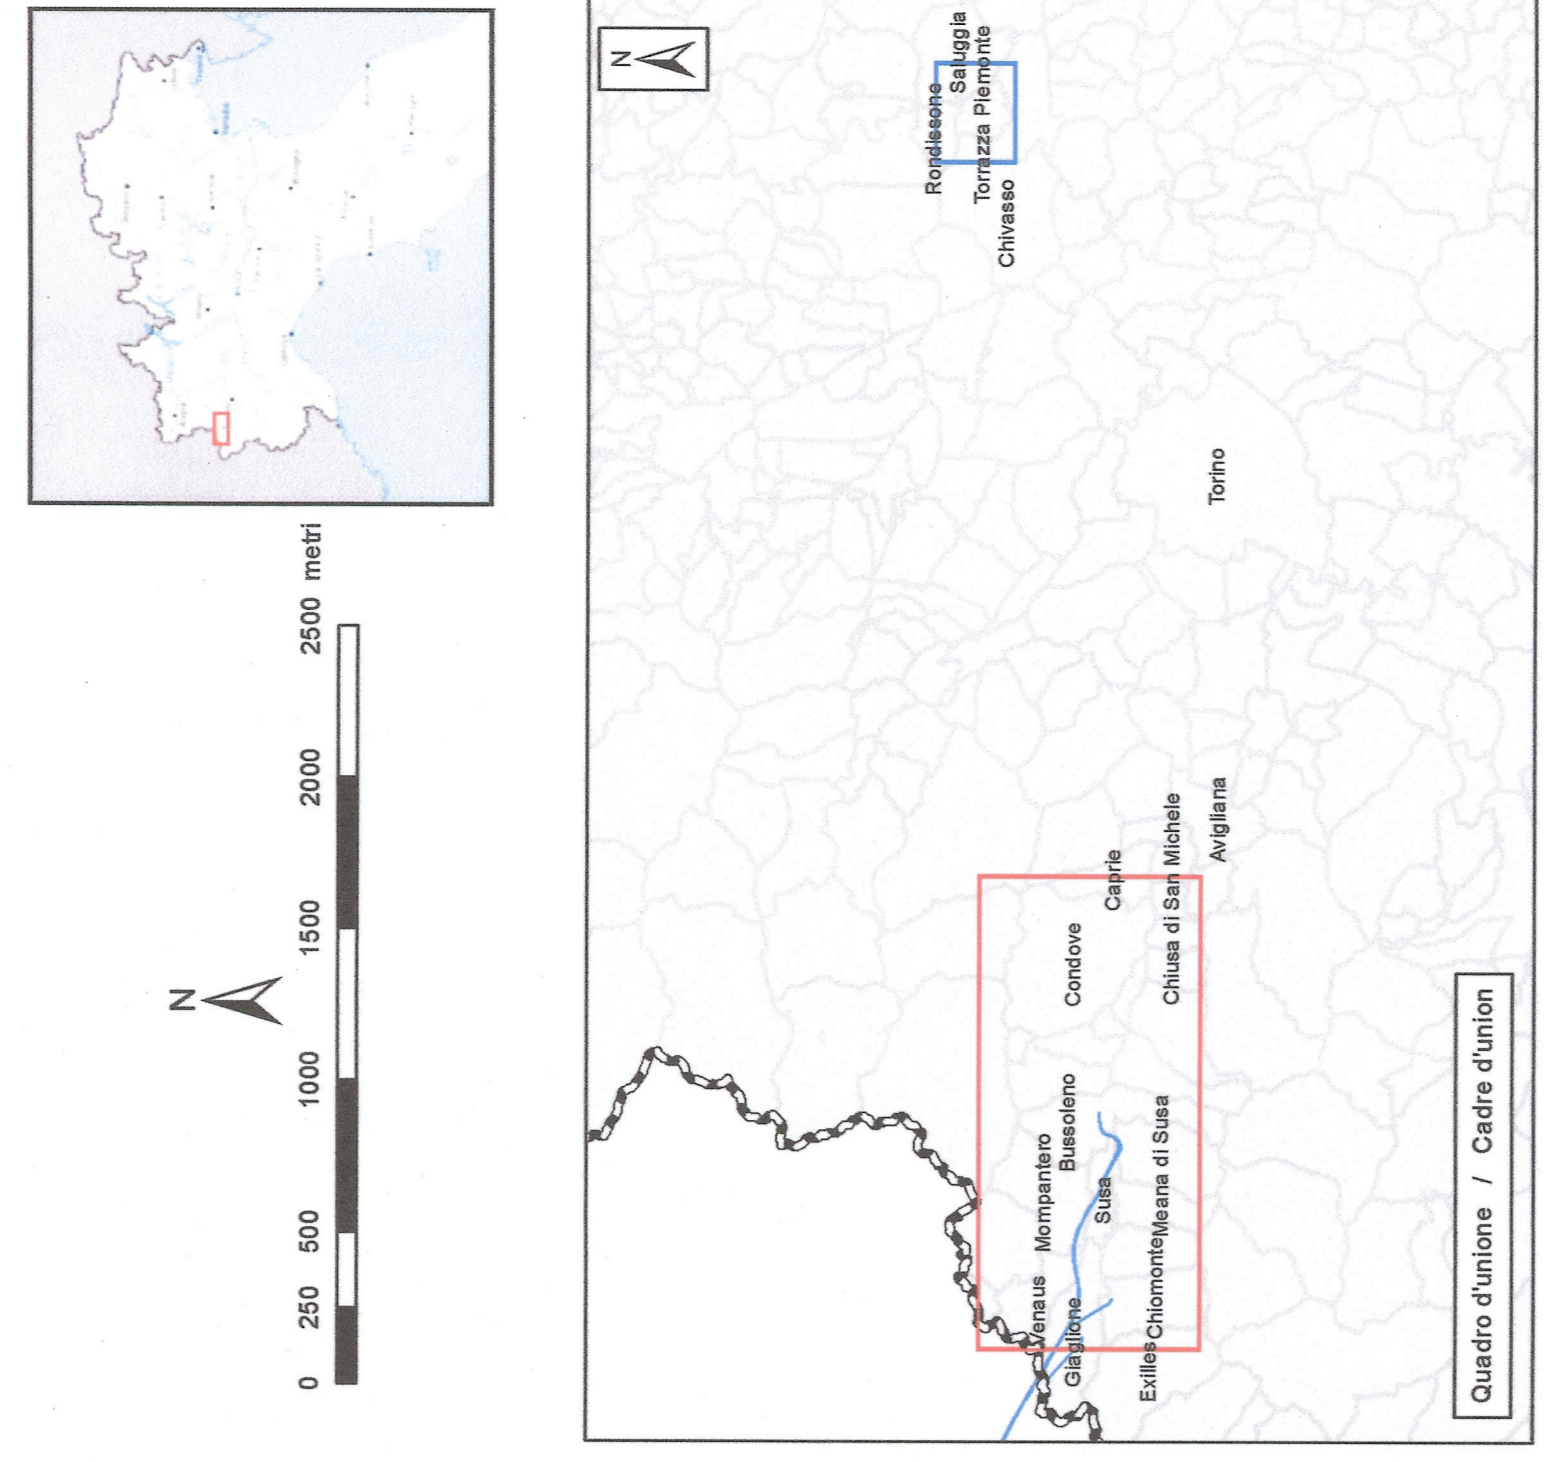 N
0 250 500 1000 1500 2000 2500 metri
N
Rondissone
Saluggia
Torrazza Piemonte
Chivasso
Torino
Avigliana
Caprie
Chiusa di San Michele
Condove
Bussoleno
Mompantero
Susa
Meana di Susa
Venaus
Giaglione
Chiomonte
Exilles
Quadro d'unione / Cadre d'union